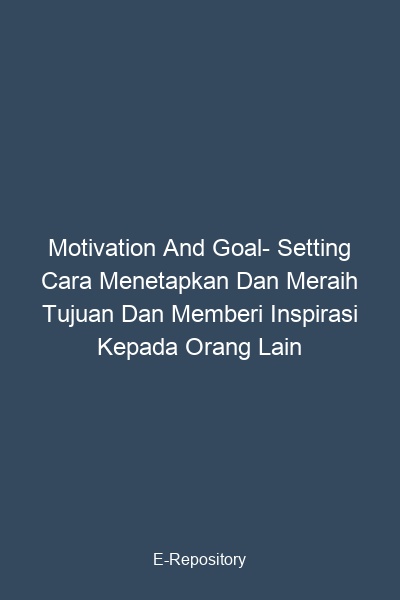 Motivation And Goal- Setting
Cara Menetapkan Dan Meraih
Tujuan Dan Memberi Inspirasi
Kepada Orang Lain
E-Repository